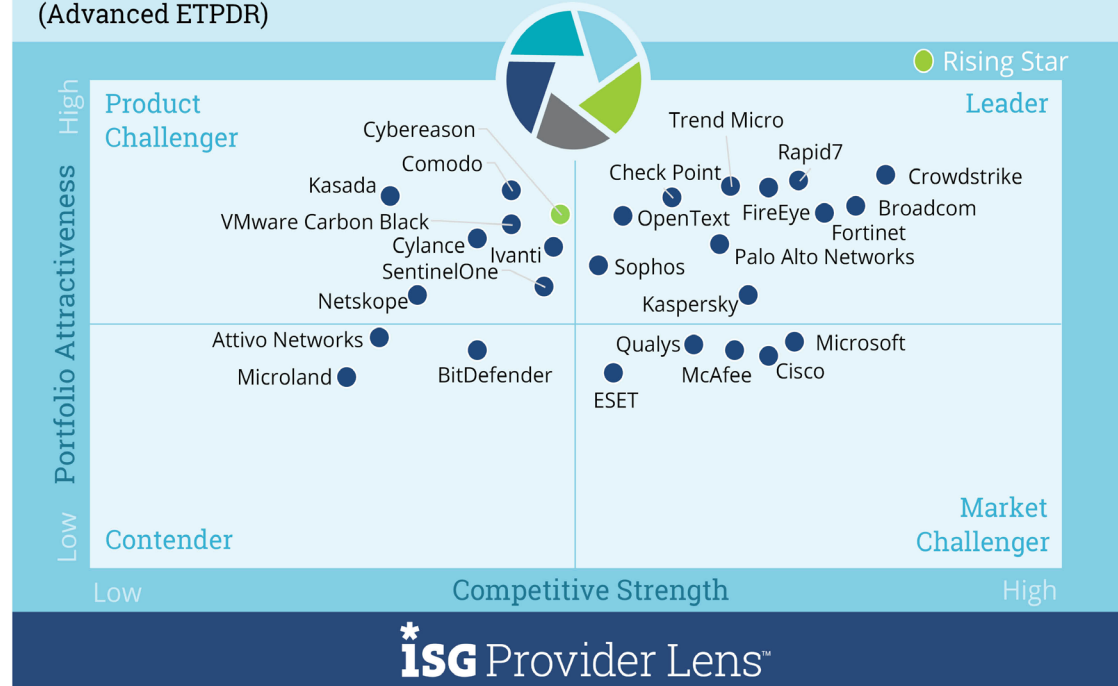 (Advanced ETPDR)
Rising Star
High
Product
Challenger
Leader
Cybereason
Trend Micro
Comodo
Rapid7
Check Point
Kasada
Crowdstrike
VMware Carbon Black
OpenText
FireEye
Broadcom
Cylance
Ivanti
Fortinet
SentinelOne
Sophos
Palo Alto Networks
Netskope
Kaspersky
Portfolio Attractiveness
Attivo Networks
Qualys
Microsoft
Microland
BitDefender
McAfee
Cisco
ESET
Market
Challenger
Contender
Low
Low
Competitive Strength
High
*isG Provider Lens™